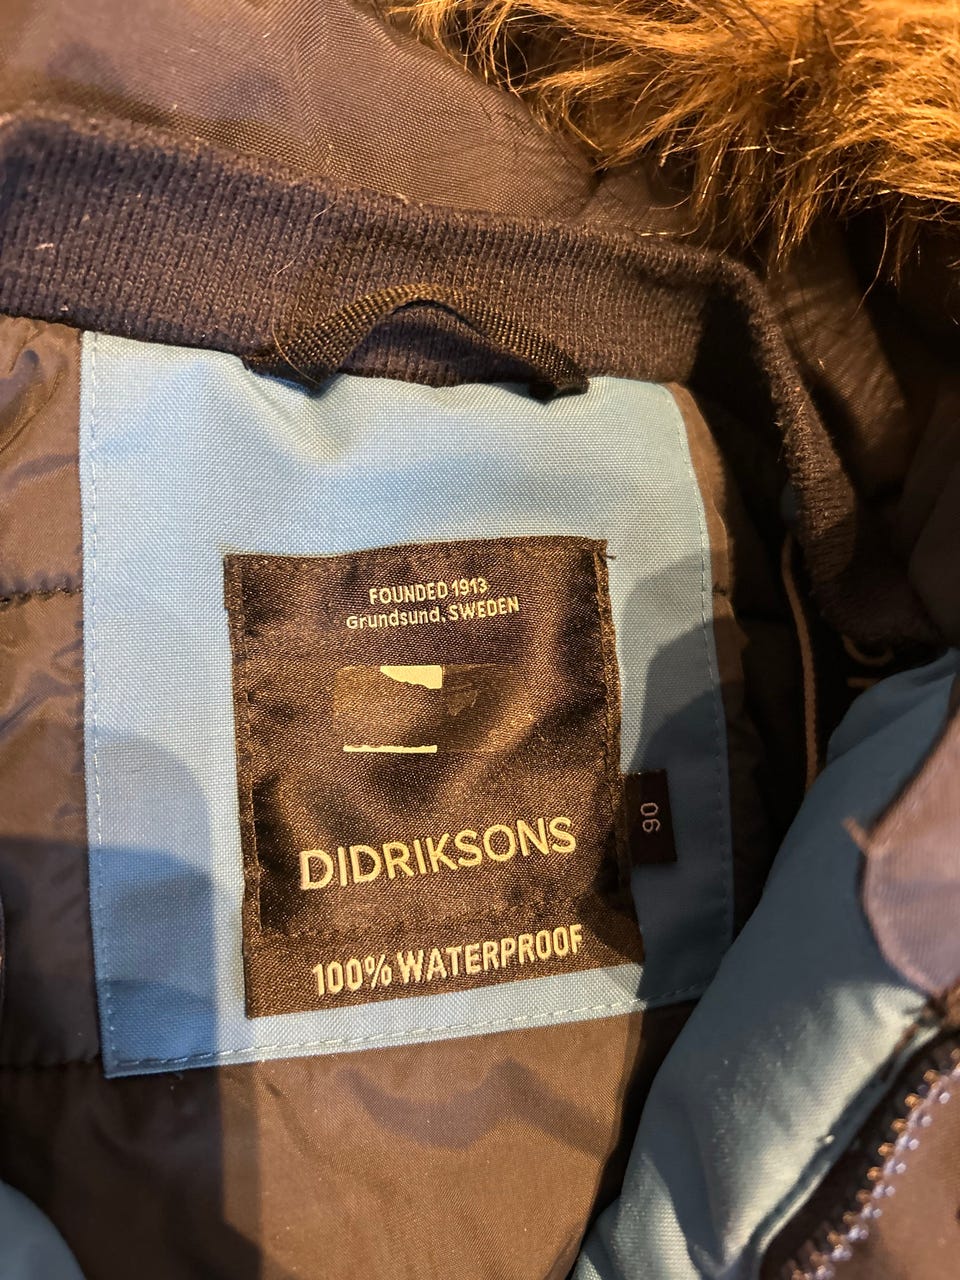 FOUNDED 1913
Grundsund, SWEDEN
DIDRIKSONS
100% WATERPROOF
90